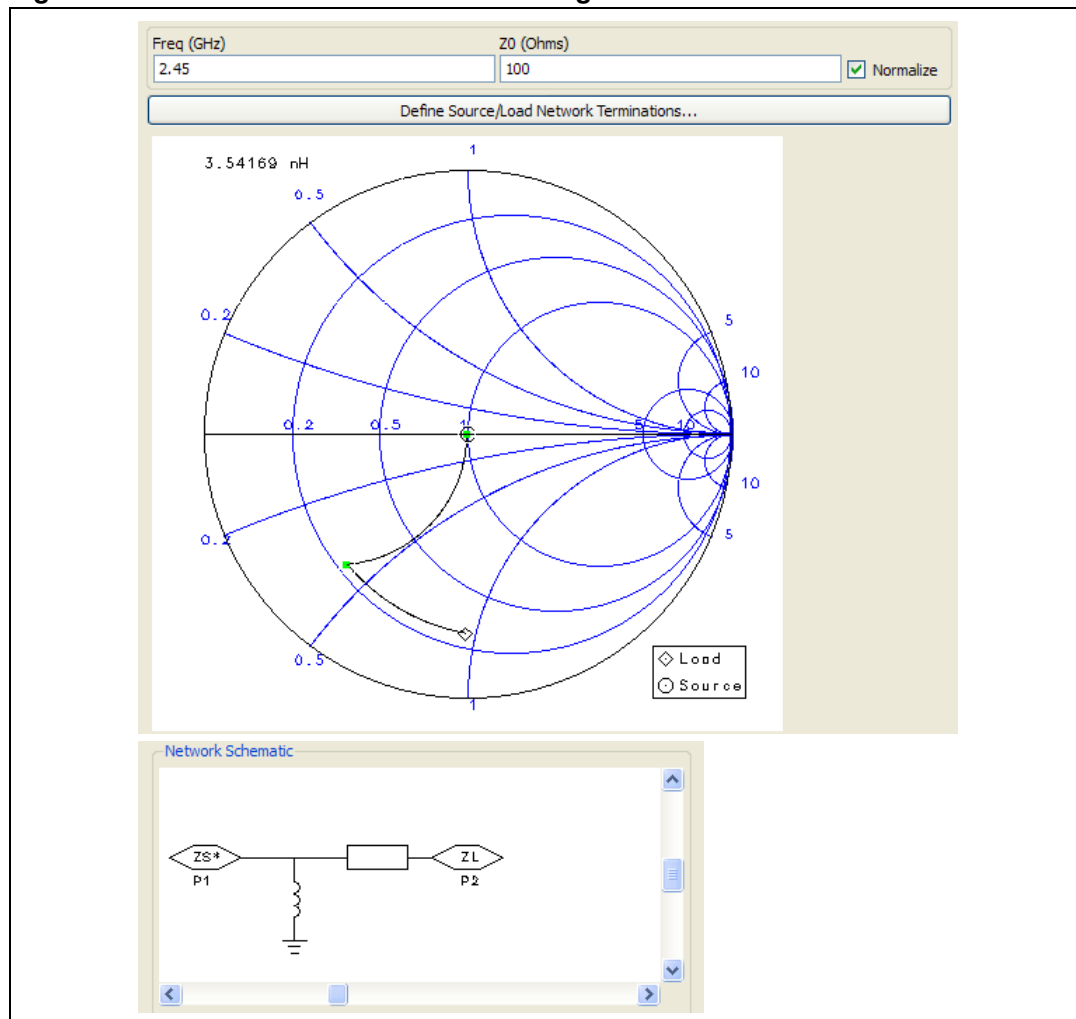 Freq (GHz)
Z0 (Ohms)
2.45
100
Normalize
Define Source/Load Network Terminations...
3.54169 nH
1
0.5
0.2
5
10
0.2
0.5
1
5
10
10
0.2
5
0.5
1
Load
Source
Network Schematic
ZS*
P1
ZL
P2